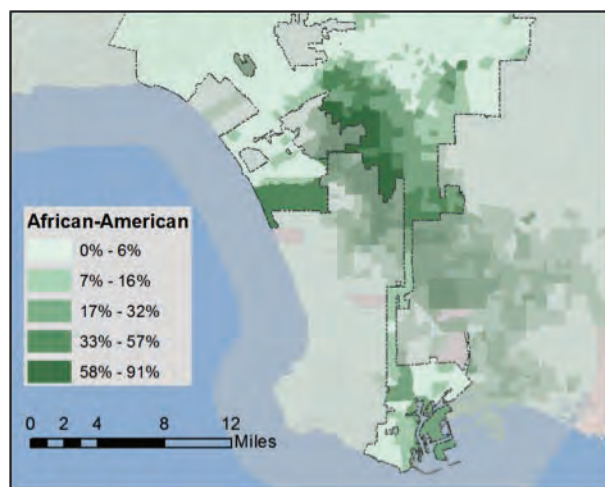 African-American
0% - 6%
7% - 16%
17% - 32%
33% - 57%
58% - 91%
0 2 4 8 12
Miles